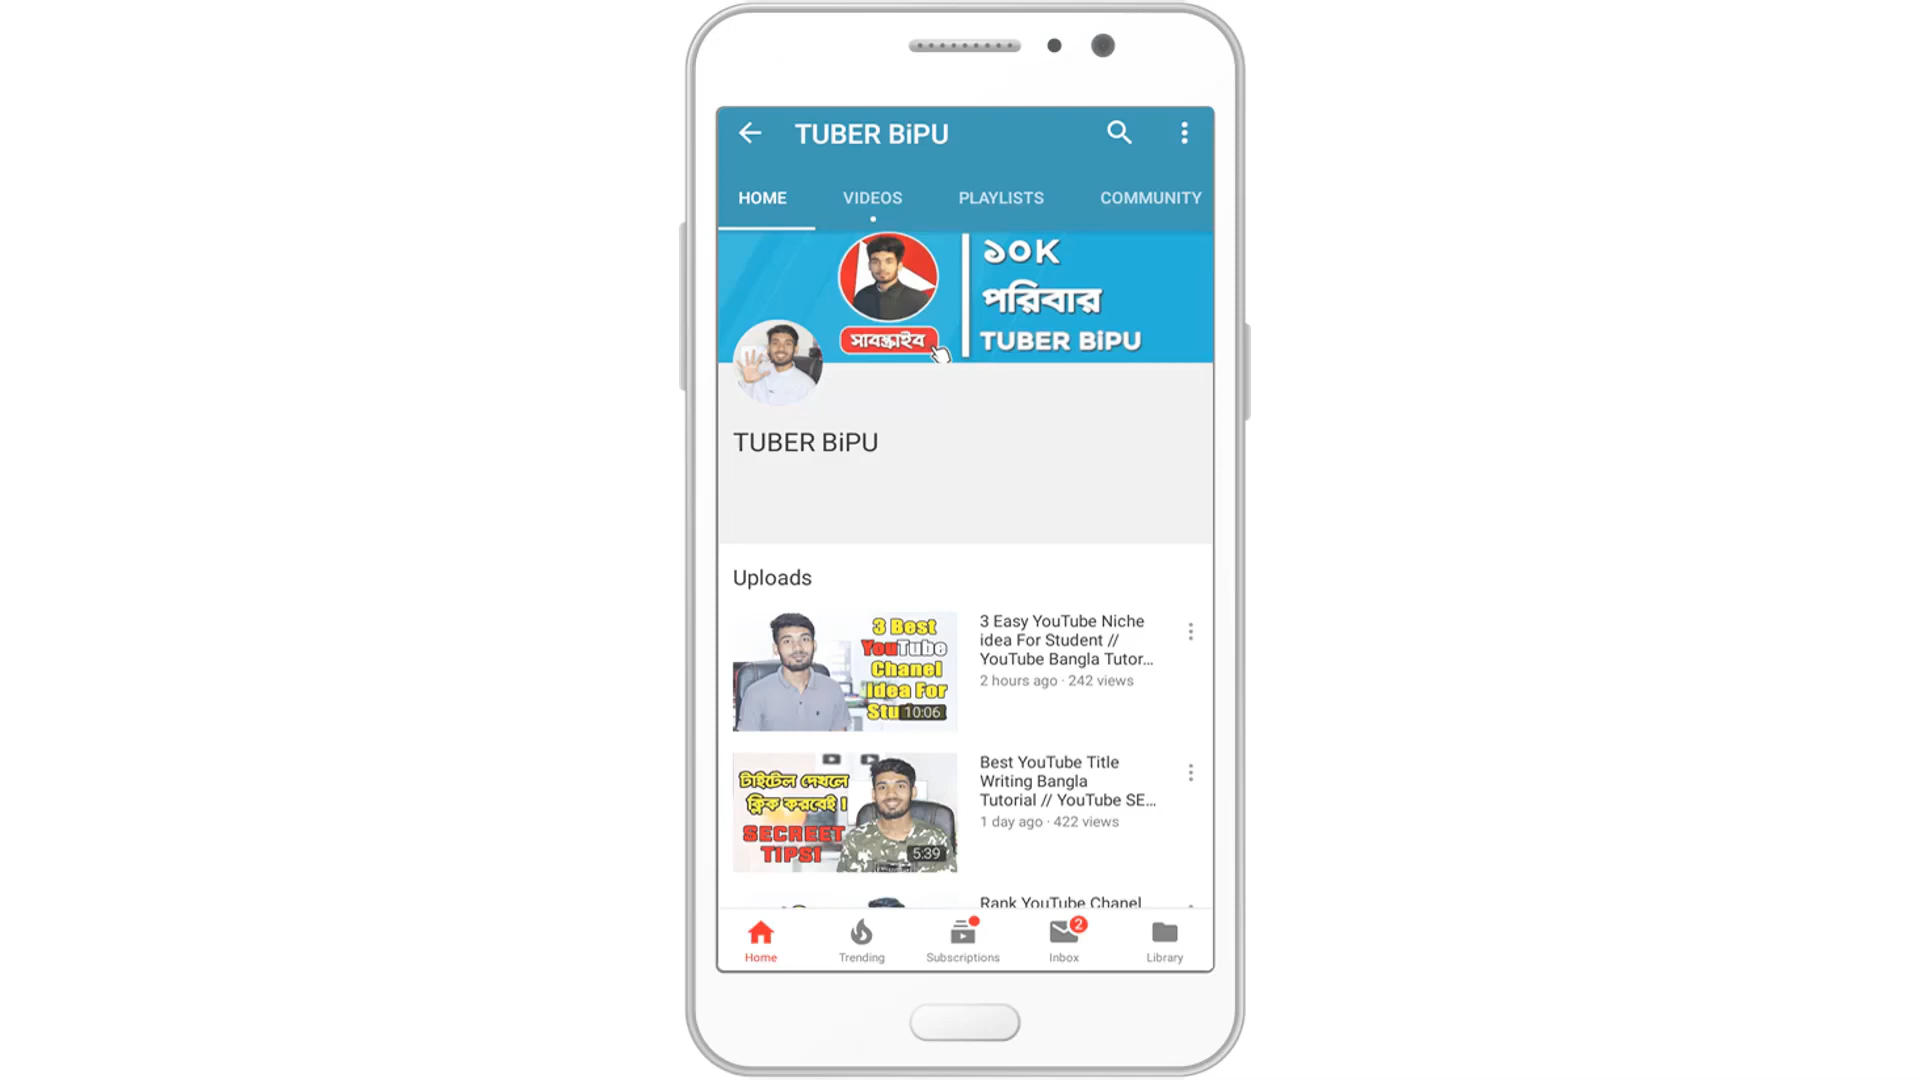 TUBER BiPU
HOME VIDEOS PLAYLISTS COMMUNITY
১০K
পরিবার
TUBER BiPU
সাবস্ক্রাইব
TUBER BiPU
Uploads
3 Best
YouTube
Chanel
Idea For
Stu
10:06
3 Easy YouTube Niche
idea For Student //
YouTube Bangla Tutor...
2 hours ago · 242 views
টাইটেল দেখলে
ক্লিক করবেই।
SECREET
TIPS!
5:39
Best YouTube Title
Writing Bangla
Tutorial // YouTube SE...
1 day ago · 422 views
Rank YouTube Chanel
2
Home Trending Subscriptions Inbox Library